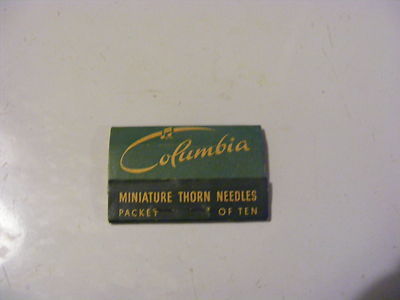 Columbia
MINIATURE THORN NEEDLES
PACKET OF TEN